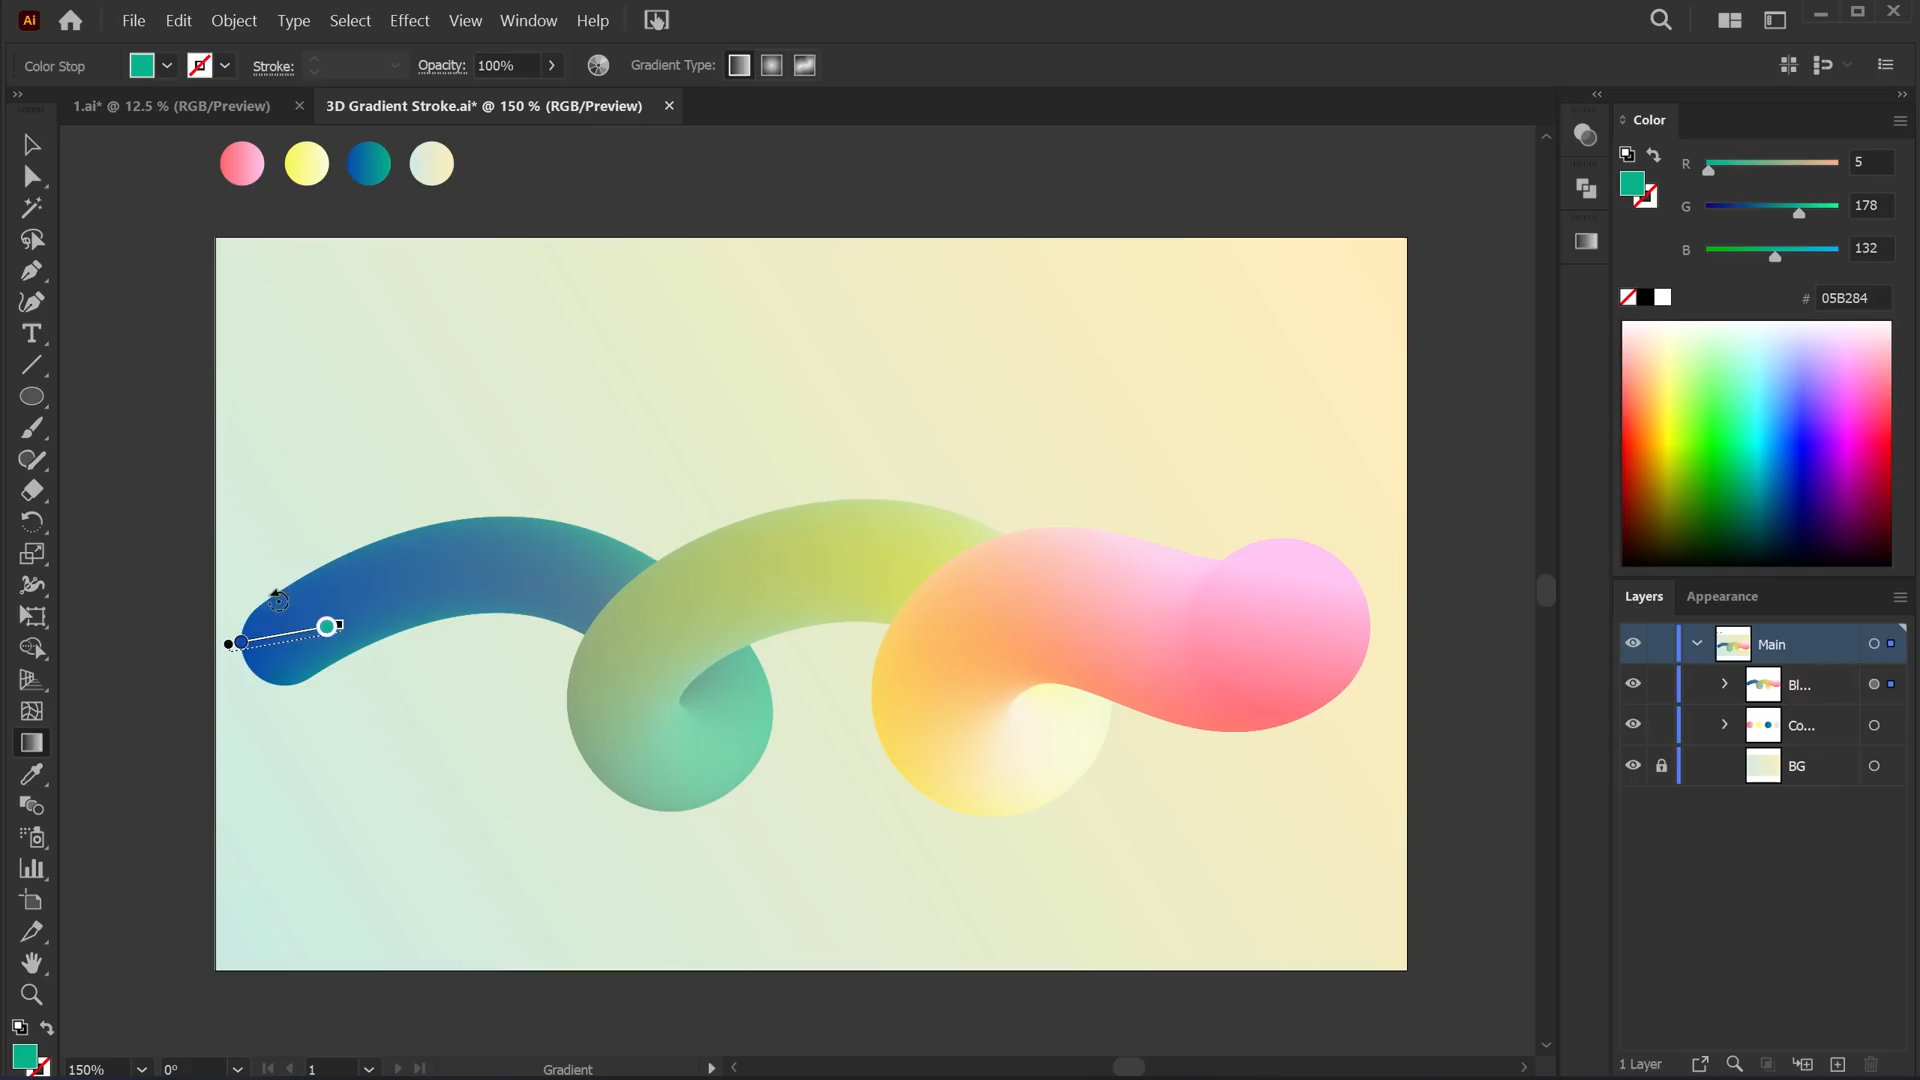 Ai File Edit Object Type Select Effect View Window Help
Color Stop Stroke: Opacity: 100% Gradient Type:
1.ai* @ 12.5 % (RGB/Preview) 3D Gradient Stroke.ai* @ 150 % (RGB/Preview)
Color
R 5
G 178
B 132
# 05B284
Layers Appearance
Main
Bl...
Co...
BG
1 Layer
150% 0° 1 Gradient